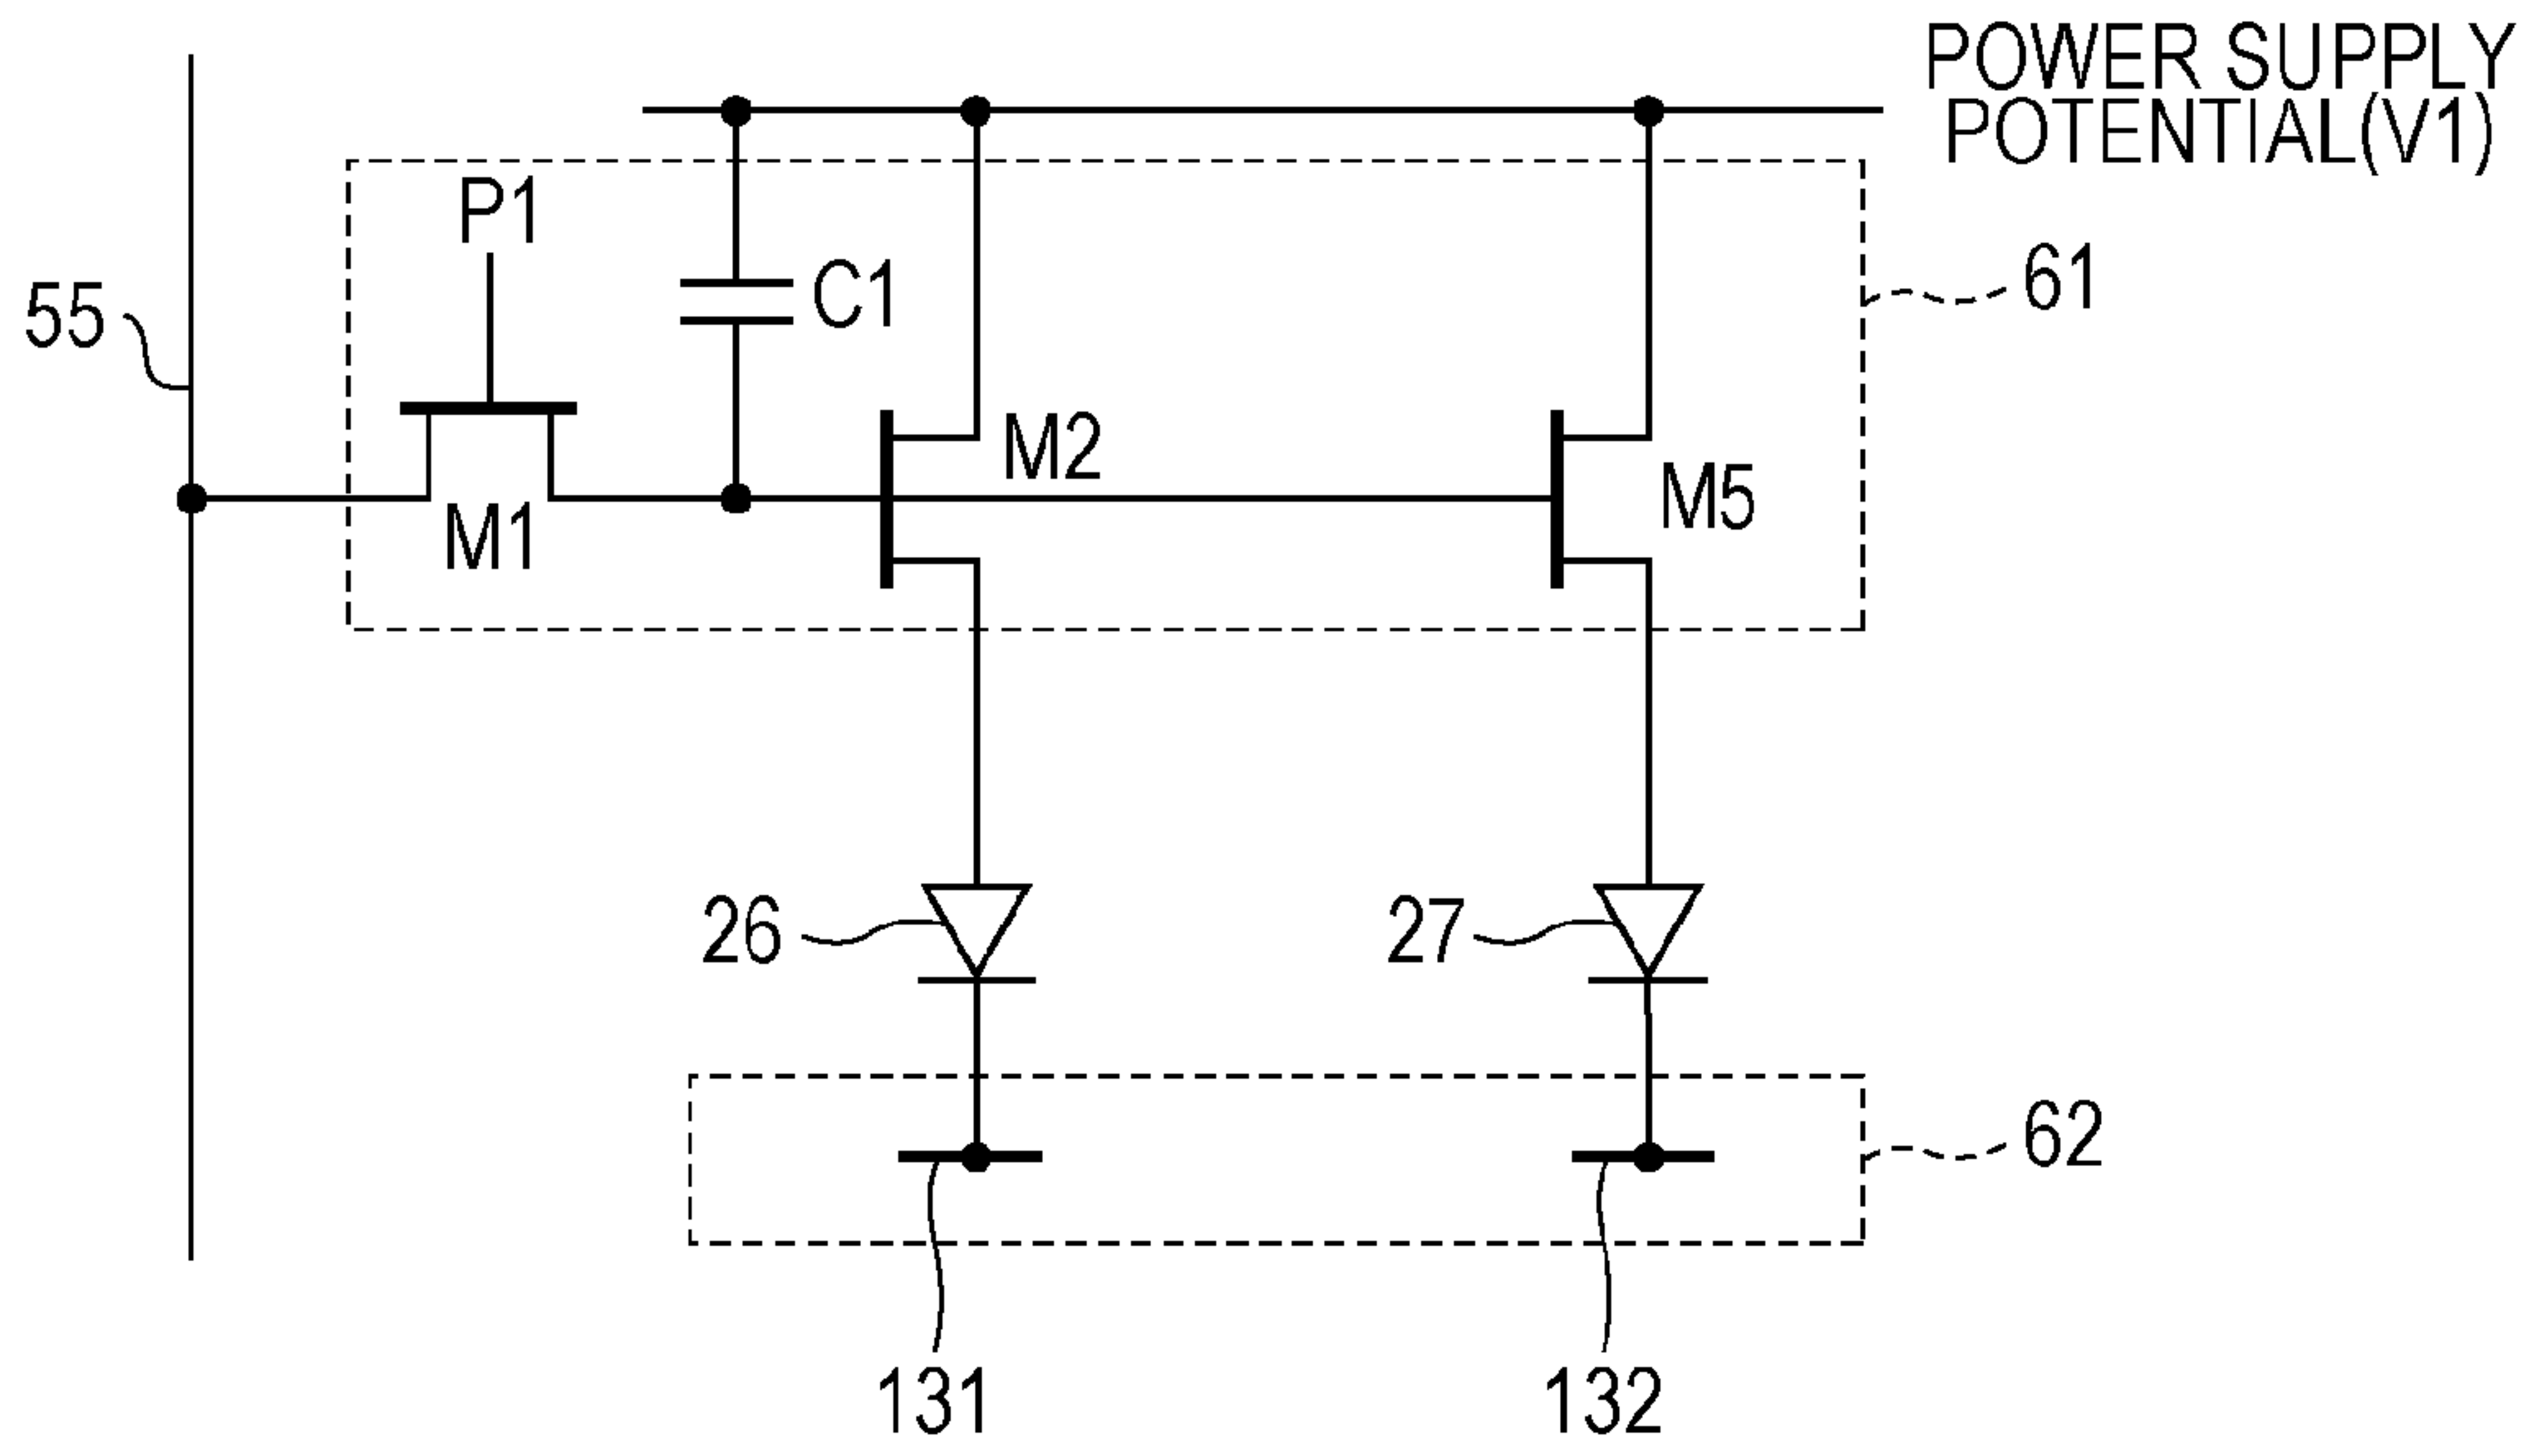 POWER SUPPLY
POTENTIAL(V1)
P1
61
55
C1
M2
M5
M1
26
27
62
131
132